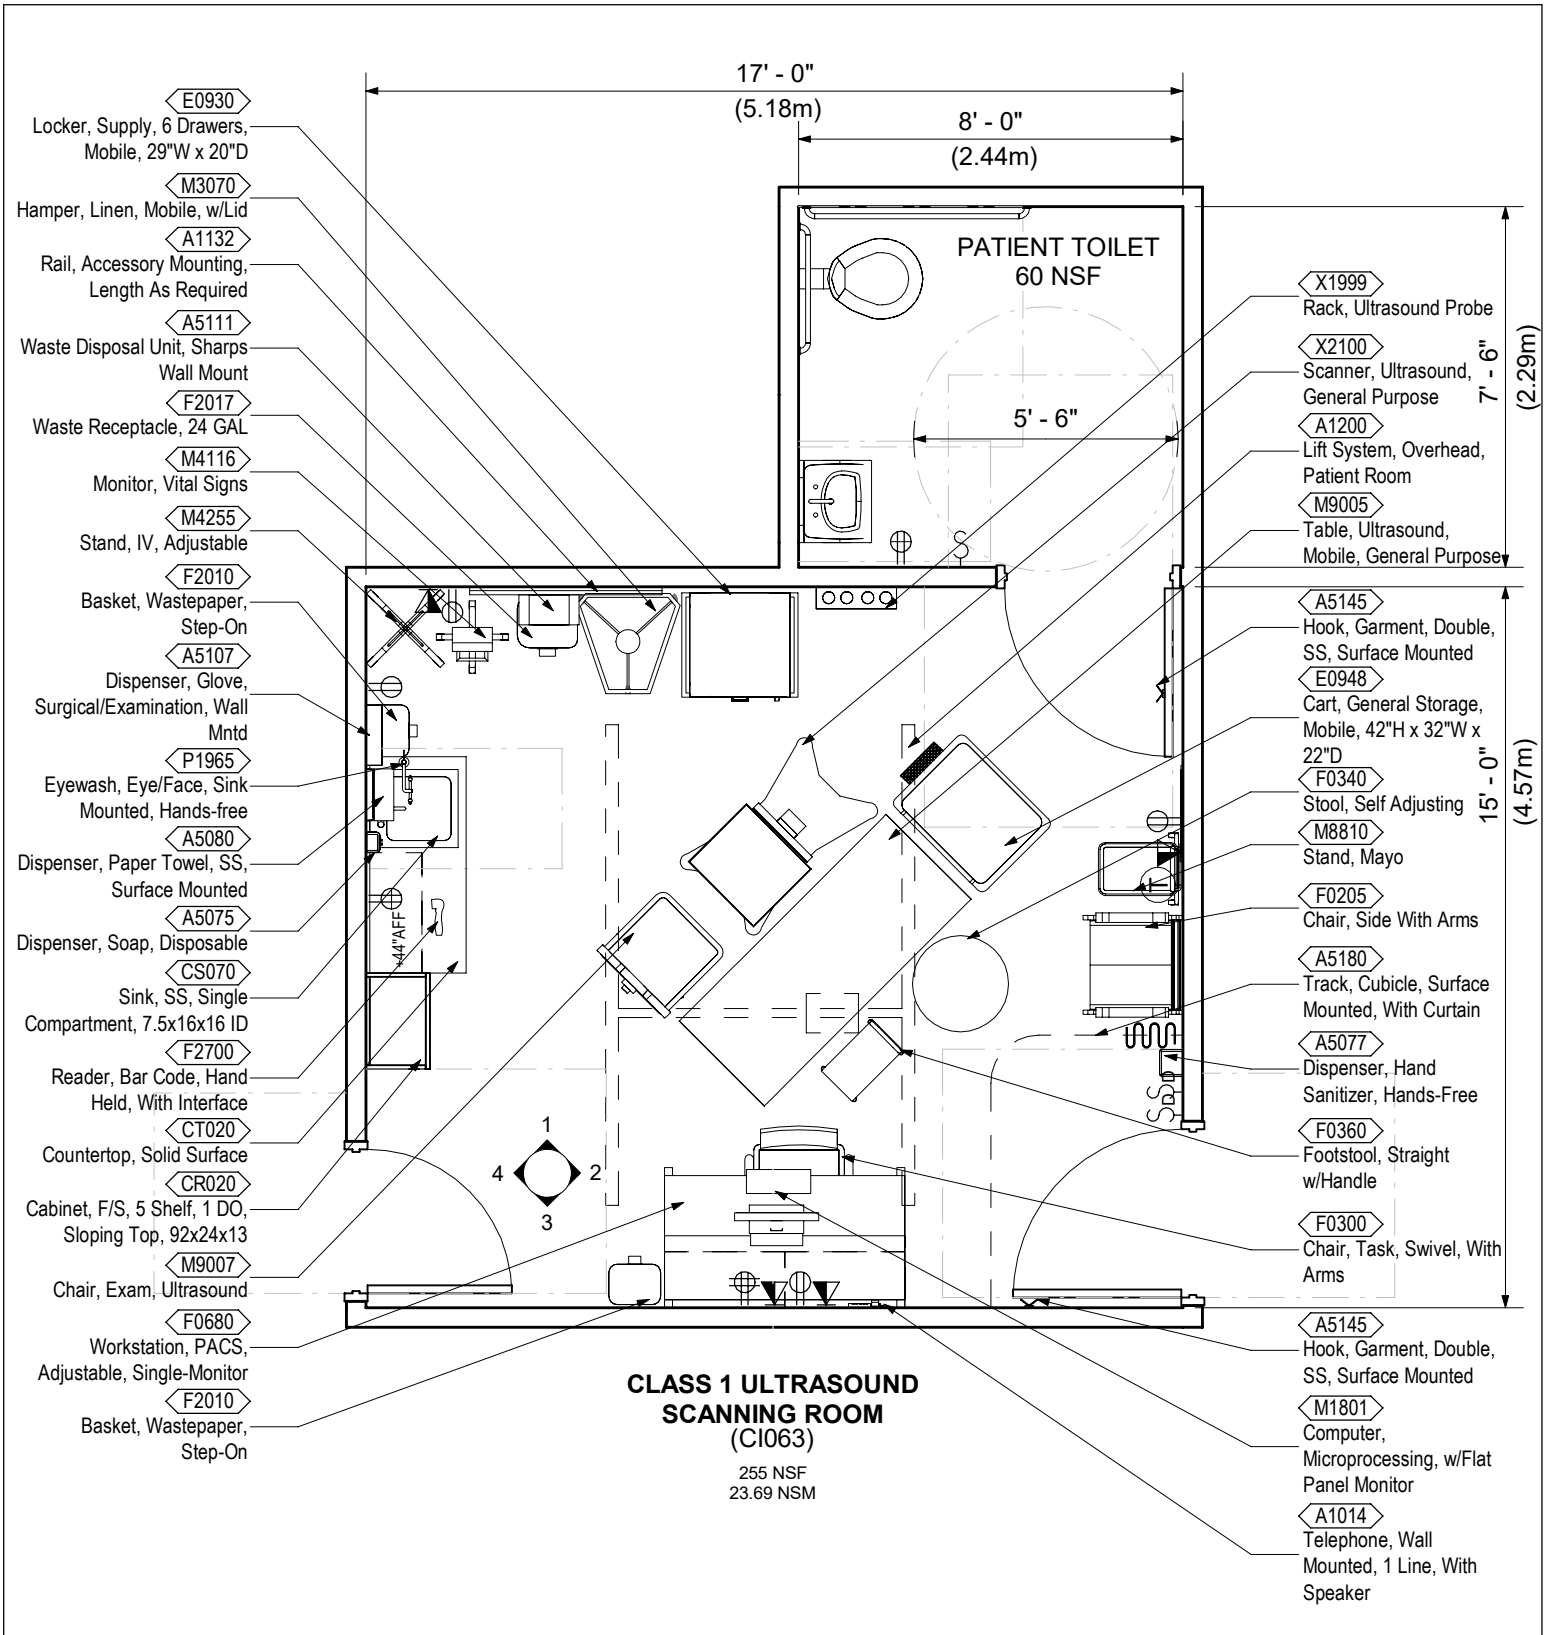 17' - 0"
(5.18m)
8' - 0"
(2.44m)
E0930
Locker, Supply, 6 Drawers,
Mobile, 29"W x 20"D
M3070
Hamper, Linen, Mobile, w/Lid
A1132
Rail, Accessory Mounting,
Length As Required
A5111
Waste Disposal Unit, Sharps
Wall Mount
F2017
Waste Receptacle, 24 GAL
M4116
Monitor, Vital Signs
M4255
Stand, IV, Adjustable
F2010
Basket, Wastepaper,
Step-On
A5107
Dispenser, Glove,
Surgical/Examination, Wall
Mntd
P1965
Eyewash, Eye/Face, Sink
Mounted, Hands-free
A5080
Dispenser, Paper Towel, SS,
Surface Mounted
A5075
Dispenser, Soap, Disposable
CS070
Sink, SS, Single
Compartment, 7.5x16x16 ID
F2700
Reader, Bar Code, Hand
Held, With Interface
CT020
Countertop, Solid Surface
CR020
Cabinet, F/S, 5 Shelf, 1 DO,
Sloping Top, 92x24x13
M9007
Chair, Exam, Ultrasound
F0680
Workstation, PACS,
Adjustable, Single-Monitor
F2010
Basket, Wastepaper,
Step-On
PATIENT TOILET
60 NSF
5' - 6"
S
+44"AFF
T
S
SD
1
4 2
3
CLASS 1 ULTRASOUND
SCANNING ROOM
(CI063)
255 NSF
23.69 NSM
X1999
Rack, Ultrasound Probe
X2100
Scanner, Ultrasound,
General Purpose
A1200
Lift System, Overhead,
Patient Room
M9005
Table, Ultrasound,
Mobile, General Purpose
7' - 6"
(2.29m)
A5145
Hook, Garment, Double,
SS, Surface Mounted
E0948
Cart, General Storage,
Mobile, 42"H x 32"W x
22"D
F0340
Stool, Self Adjusting
M8810
Stand, Mayo
15' - 0"
(4.57m)
F0205
Chair, Side With Arms
A5180
Track, Cubicle, Surface
Mounted, With Curtain
A5077
Dispenser, Hand
Sanitizer, Hands-Free
F0360
Footstool, Straight
w/Handle
F0300
Chair, Task, Swivel, With
Arms
A5145
Hook, Garment, Double,
SS, Surface Mounted
M1801
Computer,
Microprocessing, w/Flat
Panel Monitor
A1014
Telephone, Wall
Mounted, 1 Line, With
Speaker